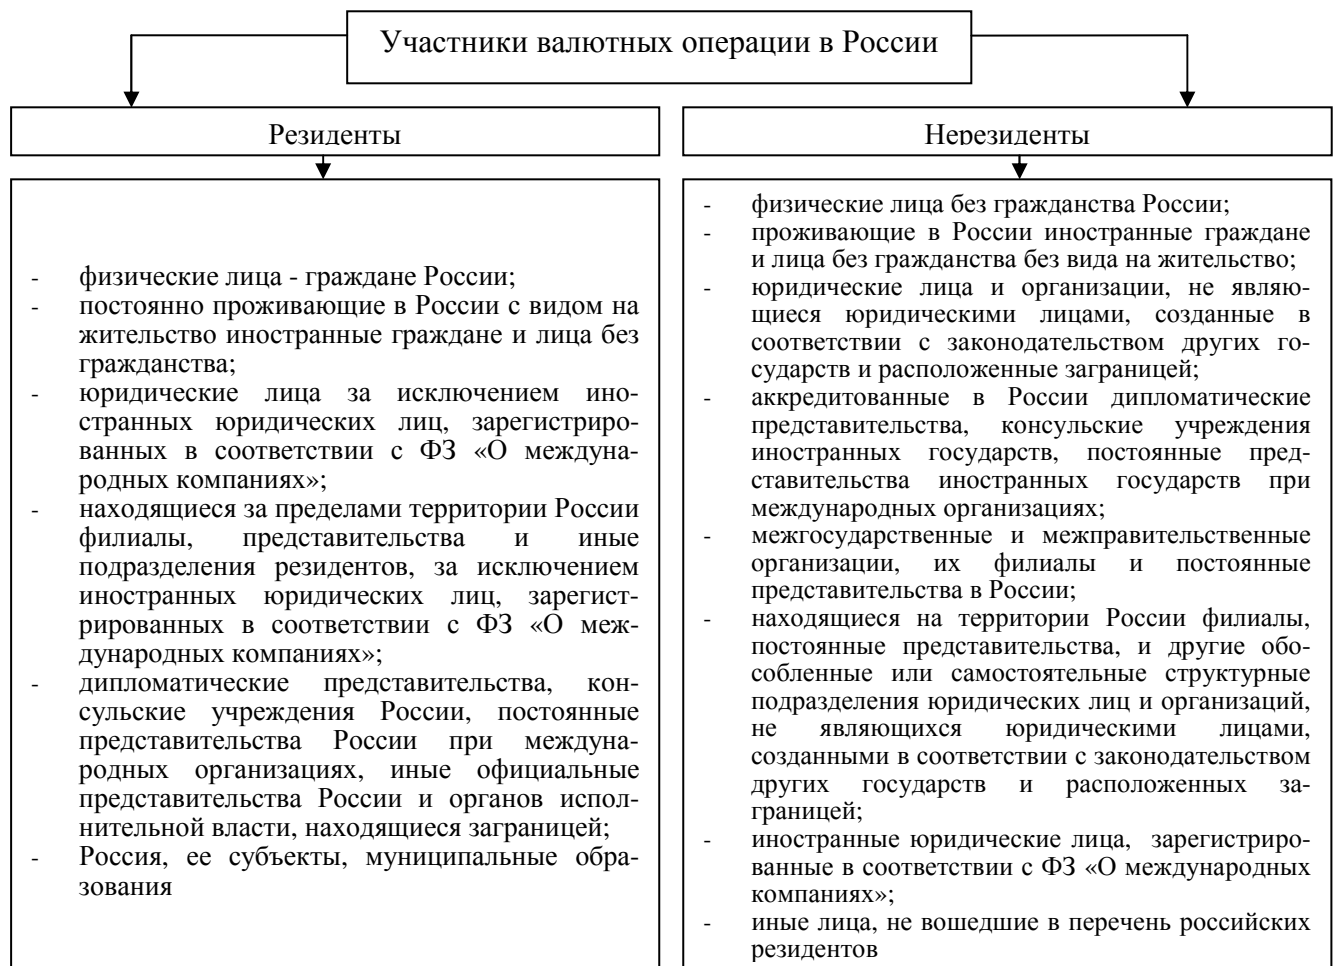 Участники валютных операции в России
Резиденты
Нерезиденты
- физические лица - граждане России;
- постоянно проживающие в России с видом на
жительство иностранные граждане и лица без
гражданства;
- юридические лица за исключением ино-
странных юридических лиц, зарегистриро-
ванных в соответствии с ФЗ «О междуна-
родных компаниях»;
- находящиеся за пределами территории России
филиалы, представительства и иные
подразделения резидентов, за исключением
иностранных юридических лиц, зарегист-
рированных в соответствии с ФЗ «О меж-
дународных компаниях»;
- дипломатические представительства, кон-
сульские учреждения России, постоянные
представительства России при междуна-
родных организациях, иные официальные
представительства России и органов испол-
нительной власти, находящиеся заграницей;
- Россия, ее субъекты, муниципальные обра-
зования
- физические лица без гражданства России;
- проживающие в России иностранные граждане
и лица без гражданства без вида на жительство;
- юридические лица и организации, не являю-
щиеся юридическими лицами, созданные в
соответствии с законодательством других го-
сударств и расположенные заграницей;
- аккредитованные в России дипломатические
представительства, консульские учреждения
иностранных государств, постоянные пред-
ставительства иностранных государств при
международных организациях;
- межгосударственные и межправительственные
организации, их филиалы и постоянные
представительства в России;
- находящиеся на территории России филиалы,
постоянные представительства, и другие обо-
собленные или самостоятельные структурные
подразделения юридических лиц и организаций,
не являющихся юридическими лицами,
созданными в соответствии с законодательством
других государств и расположенных за-
границей;
- иностранные юридические лица, зарегистриро-
ванные в соответствии с ФЗ «О международных
компаниях»;
- иные лица, не вошедшие в перечень российских
резидентов